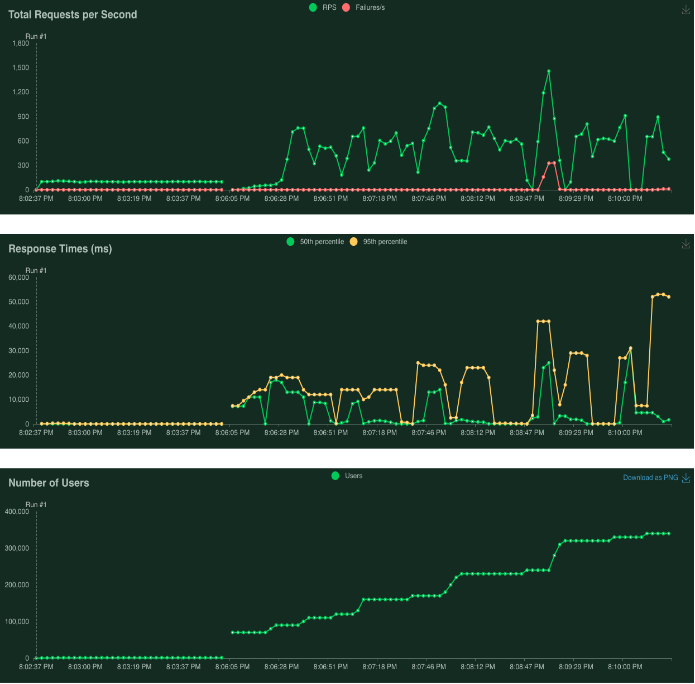 Total Requests per Second
RPS Failures/s
Run #1
1,800
1,500
1,200
900
600
300
0
8:02:37 PM 8:03:00 PM 8:03:19 PM 8:03:37 PM 8:06:05 PM 8:06:28 PM 8:06:51 PM 8:07:18 PM 8:07:46 PM 8:08:12 PM 8:08:47 PM 8:09:29 PM 8:10:00 PM
Response Times (ms)
50th percentile 95th percentile
Run #1
60,000
50,000
40,000
30,000
20,000
10,000
0
8:02:37 PM 8:03:00 PM 8:03:19 PM 8:03:37 PM 8:06:05 PM 8:06:28 PM 8:06:51 PM 8:07:18 PM 8:07:46 PM 8:08:12 PM 8:08:47 PM 8:09:29 PM 8:10:00 PM
Number of Users
Users
Download as PNG
Run #1
400,000
300,000
200,000
100,000
0
8:02:37 PM 8:03:00 PM 8:03:19 PM 8:03:37 PM 8:06:05 PM 8:06:28 PM 8:06:51 PM 8:07:18 PM 8:07:46 PM 8:08:12 PM 8:08:47 PM 8:09:29 PM 8:10:00 PM